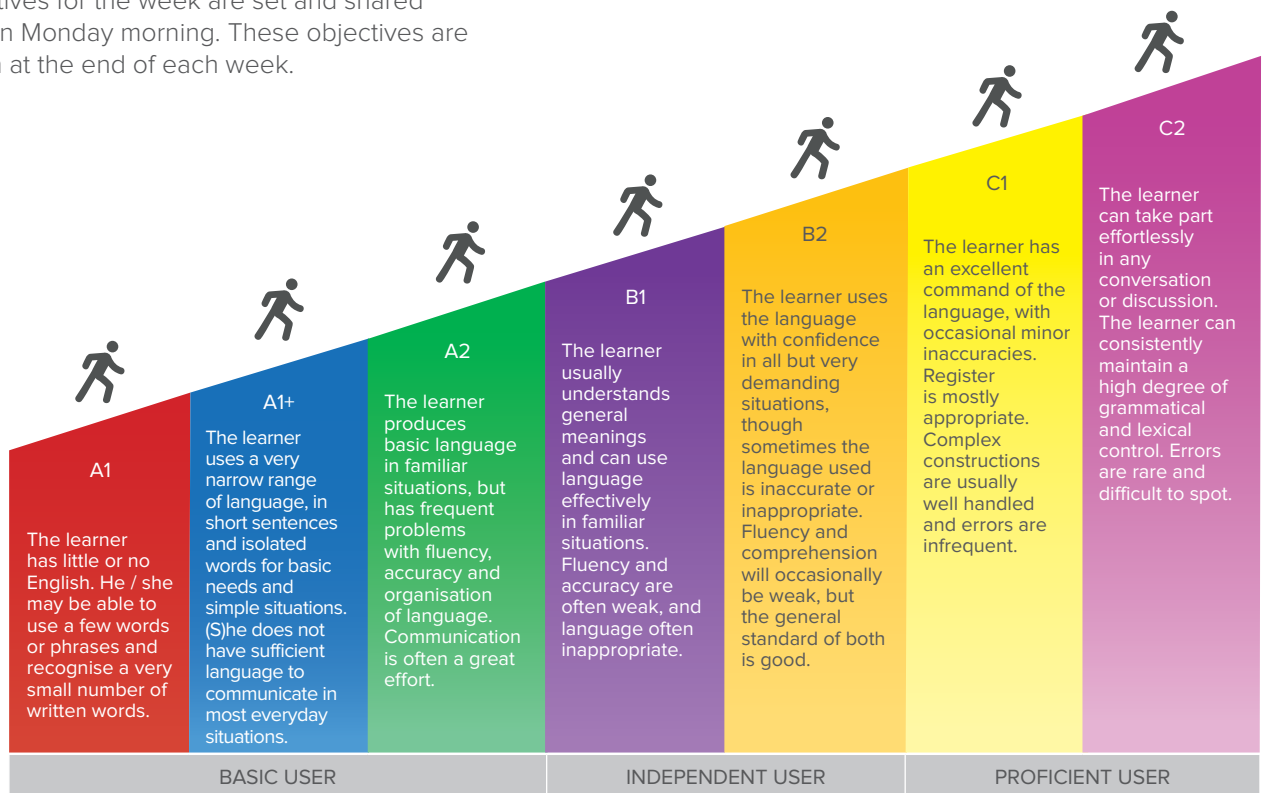 tives for the week are set and shared
n Monday morning. These objectives are
at the end of each week.
A1
The learner
has little or no
English. He / she
may be able to
use a few words
or phrases and
recognise a very
small number of
written words.
A1+
The learner
uses a very
narrow range
of language, in
short sentences
and isolated
words for basic
needs and
simple situations.
(S)he does not
have sufficient
language to
communicate in
most everyday
situations.
A2
The learner
produces
basic language
in familiar
situations, but
has frequent
problems
with fluency,
accuracy and
organisation
of language.
Communication
is often a great
effort.
B1
The learner
usually
understands
general
meanings
and can use
language
effectively
in familiar
situations.
Fluency and
accuracy are
often weak, and
language often
inappropriate.
B2
The learner uses
the language
with confidence
in all but very
demanding
situations,
though
sometimes the
language used
is inaccurate or
inappropriate.
Fluency and
comprehension
will occasionally
be weak, but
the general
standard of both
is good.
C1
The learner has
an excellent
command of the
language, with
occasional minor
inaccuracies.
Register
is mostly
appropriate.
Complex
constructions
are usually
well handled
and errors are
infrequent.
C2
The learner
can take part
effortlessly
in any
conversation
or discussion.
The learner can
consistently
maintain a
high degree of
grammatical
and lexical
control. Errors
are rare and
difficult to spot.
BASIC USER
INDEPENDENT USER
PROFICIENT USER